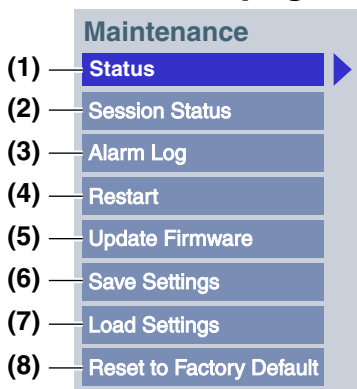 Maintenance
(1) Status
(2) Session Status
(3) Alarm Log
(4) Restart
(5) Update Firmware
(6) Save Settings
(7) Load Settings
(8) Reset to Factory Default